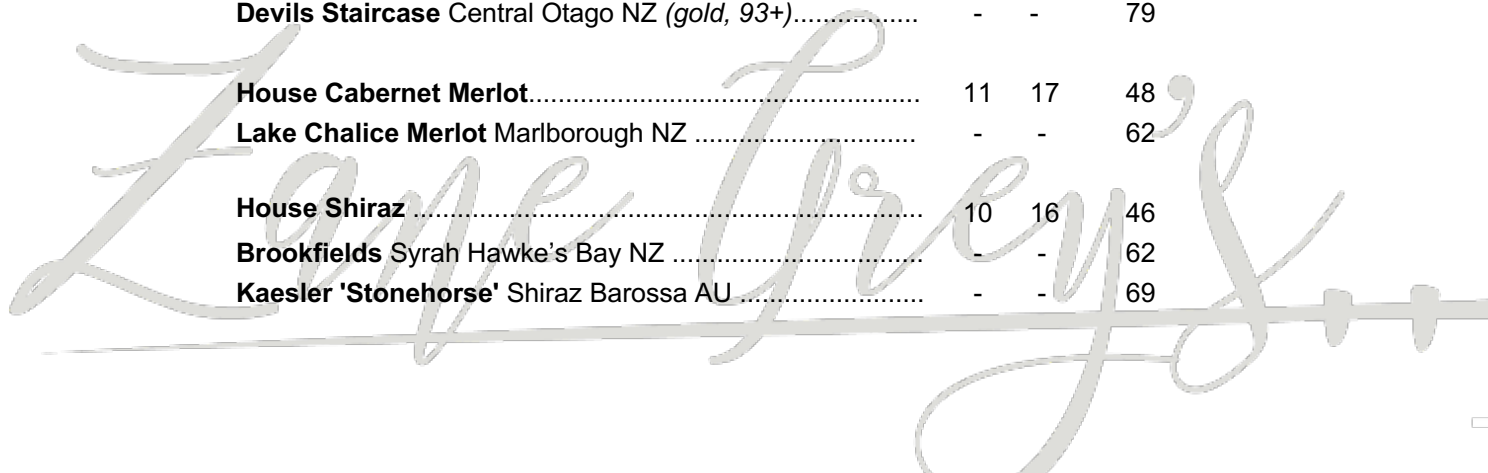 Devils Staircase Central Otago NZ (gold, 93+)................. - - 79
House Cabernet Merlot..................................................... 11 17 48
Lake Chalice Merlot Marlborough NZ .............................. - - 62
House Shiraz ..................................................................... 10 16 46
Brookfields Syrah Hawke's Bay NZ .................................. - - 62
Kaesler 'Stonehorse' Shiraz Barossa AU ......................... - - 69
Zane Grey's